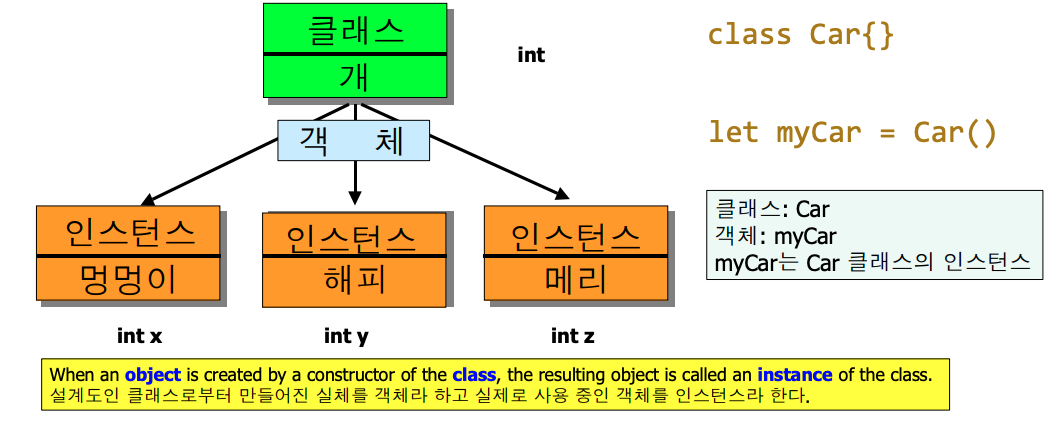 클래스
개
int
객 체
인스턴스
멍멍이
인스턴스
해피
인스턴스
메리
int x
int y
int z
class Car{}
let myCar = Car()
클래스: Car
객체: myCar
myCar는 Car 클래스의 인스턴스
When an object is created by a constructor of the class, the resulting object is called an instance of the class.
설계도인 클래스로부터 만들어진 실체를 객체라 하고 실제로 사용 중인 객체를 인스턴스라 한다.